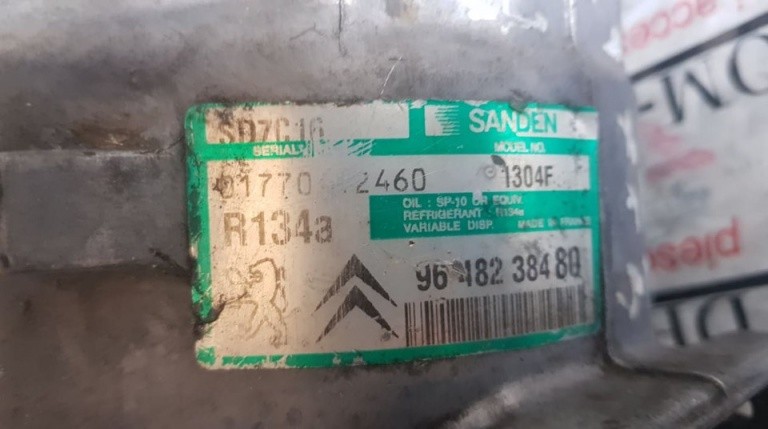 SD7C16 SANDEN
SERIAL MODEL NO.
01770 2460 1304F
OIL : SP-10 OR EQUIV.
REFRIGERANT : R134a
VARIABLE DISP. MADE IN FRANCE
R134a
96 482 384 80